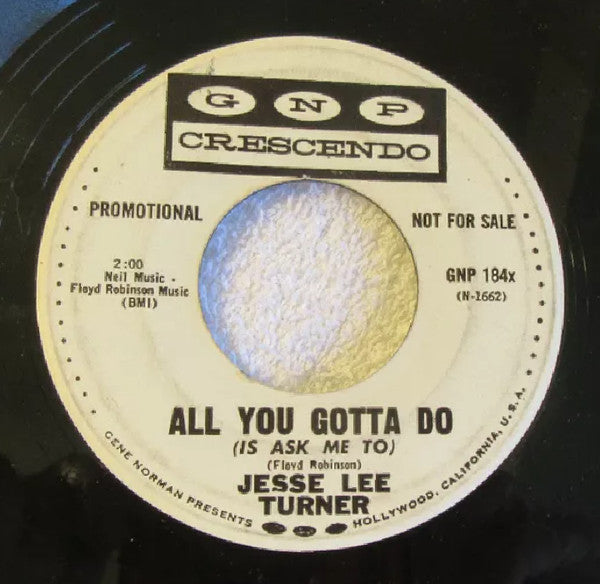 G N P
CRESCENDO
PROMOTIONAL
NOT FOR SALE
2:00
Neil Music -
Floyd Robinson Music
(BMI)
GNP 184x
(N-1662)
ALL YOU GOTTA DO
(IS ASK ME TO)
(Floyd Robinson)
JESSE LEE
TURNER
GENE NORMAN PRESENTS
HOLLYWOOD, CALIFORNIA, U.S.A.